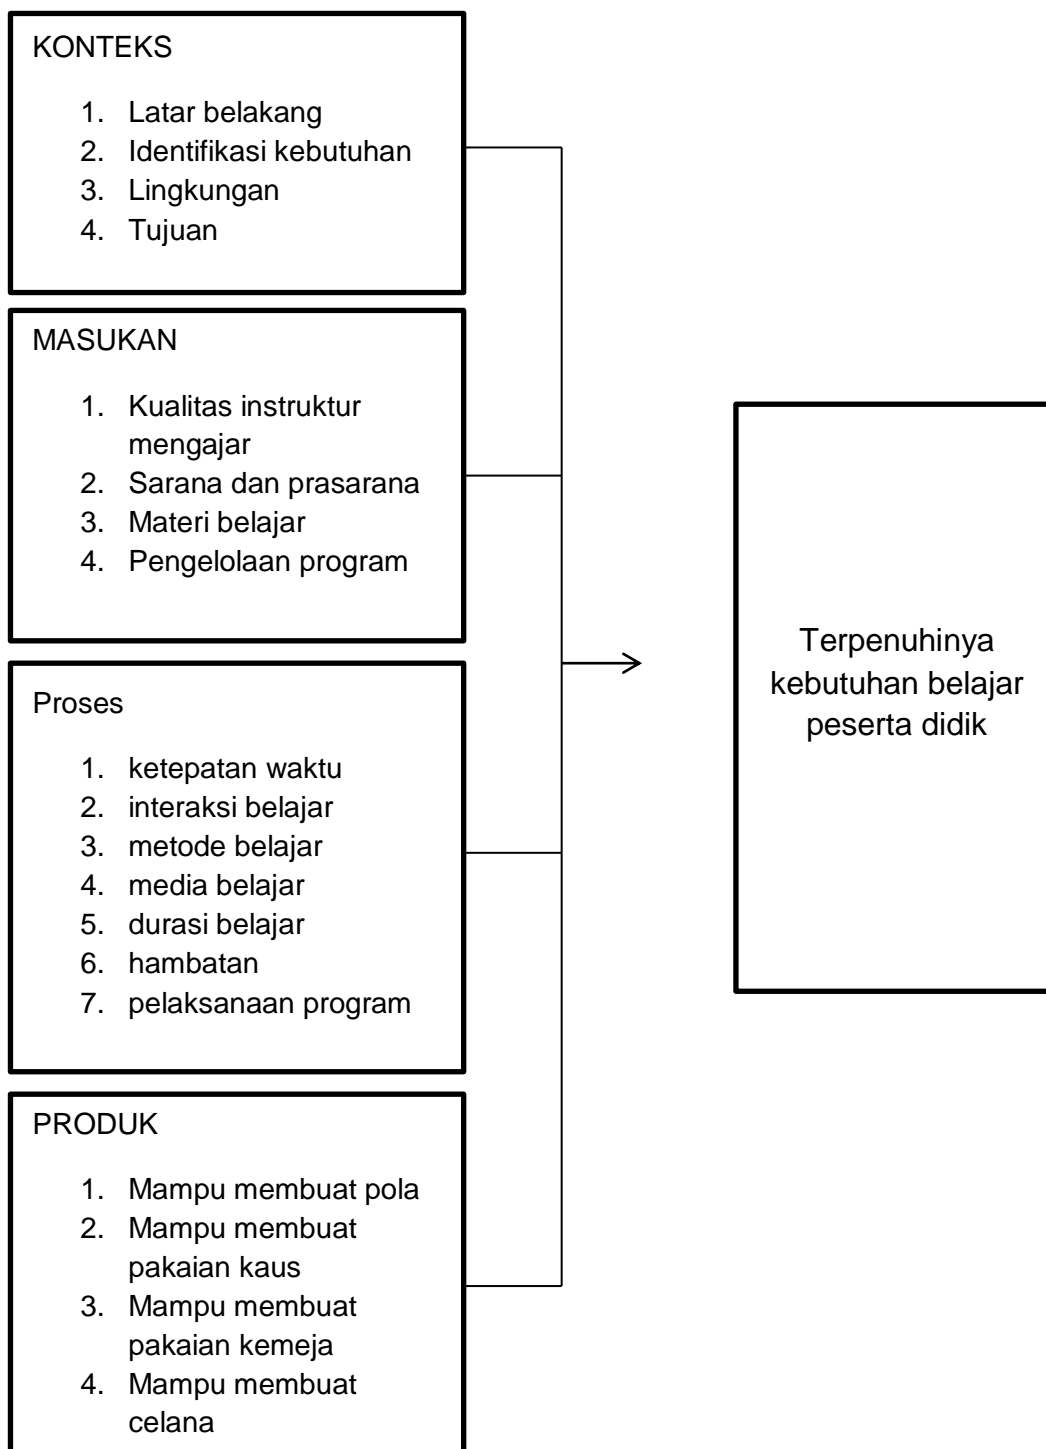 KONTEKS
1. Latar belakang
2. Identifikasi kebutuhan
3. Lingkungan
4. Tujuan
MASUKAN
1. Kualitas instruktur
mengajar
2. Sarana dan prasarana
3. Materi belajar
4. Pengelolaan program
Proses
1. ketepatan waktu
2. interaksi belajar
3. metode belajar
4. media belajar
5. durasi belajar
6. hambatan
7. pelaksanaan program
PRODUK
1. Mampu membuat pola
2. Mampu membuat
pakaian kaus
3. Mampu membuat
pakaian kemeja
4. Mampu membuat
celana
Terpenuhinya
kebutuhan belajar
peserta didik